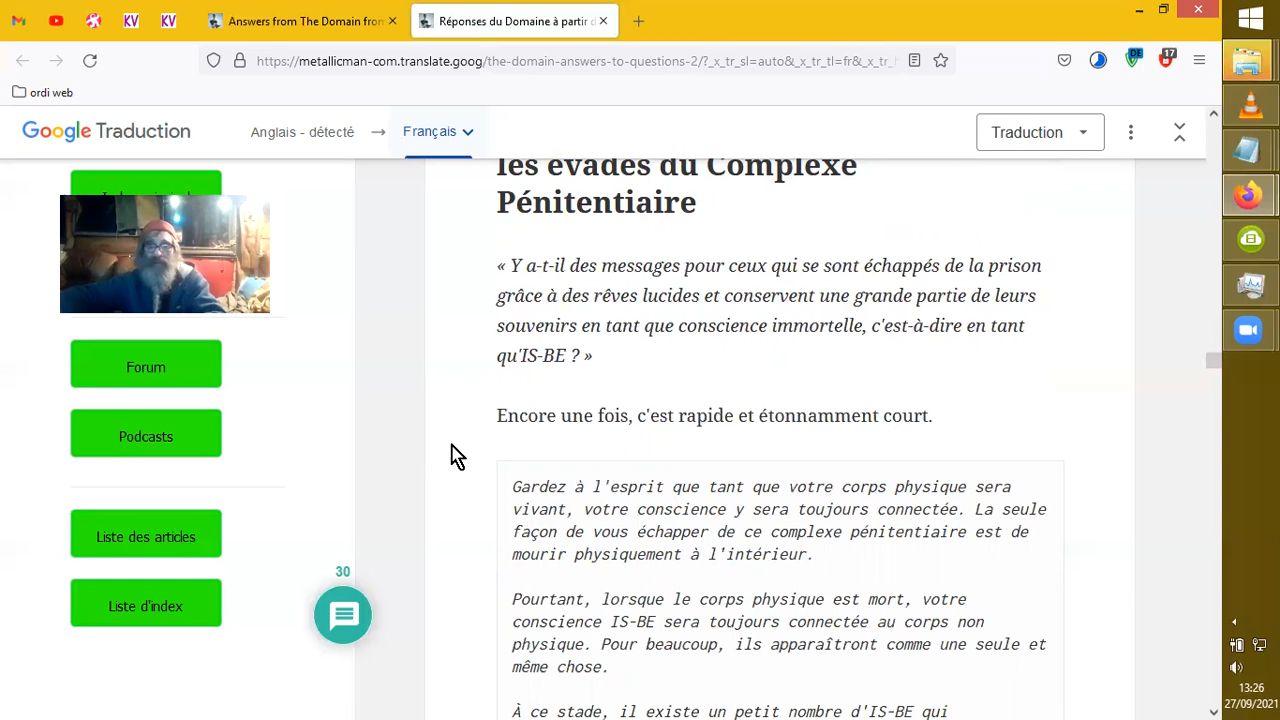 KV
KV
Answers from The Domain from
Réponses du Domaine à partir d
https://metallicman-com.translate.goog/the-domain-answers-to-questions-2/?_x_tr_sl=auto&_x_tr_tl=fr&_x_tr_h
DE
17
ordi web
Google Traduction
Anglais - détecté
Français
Traduction
les évadés du Complexe
Pénitentiaire
« Y a-t-il des messages pour ceux qui se sont échappés de la prison
grâce à des rêves lucides et conservent une grande partie de leurs
souvenirs en tant que conscience immortelle, c'est-à-dire en tant
qu'IS-BE ? »
Encore une fois, c'est rapide et étonnamment court.
Gardez à l'esprit que tant que votre corps physique sera
vivant, votre conscience y sera toujours connectée. La seule
façon de vous échapper de ce complexe pénitentiaire est de
mourir physiquement à l'intérieur.
Pourtant, lorsque le corps physique est mort, votre
conscience IS-BE sera toujours connectée au corps non
physique. Pour beaucoup, ils apparaîtront comme une seule et
même chose.
À ce stade, il existe un petit nombre d'IS-BE qui
Forum
Podcasts
Liste des articles
Liste d'index
30
13:26
27/09/2021